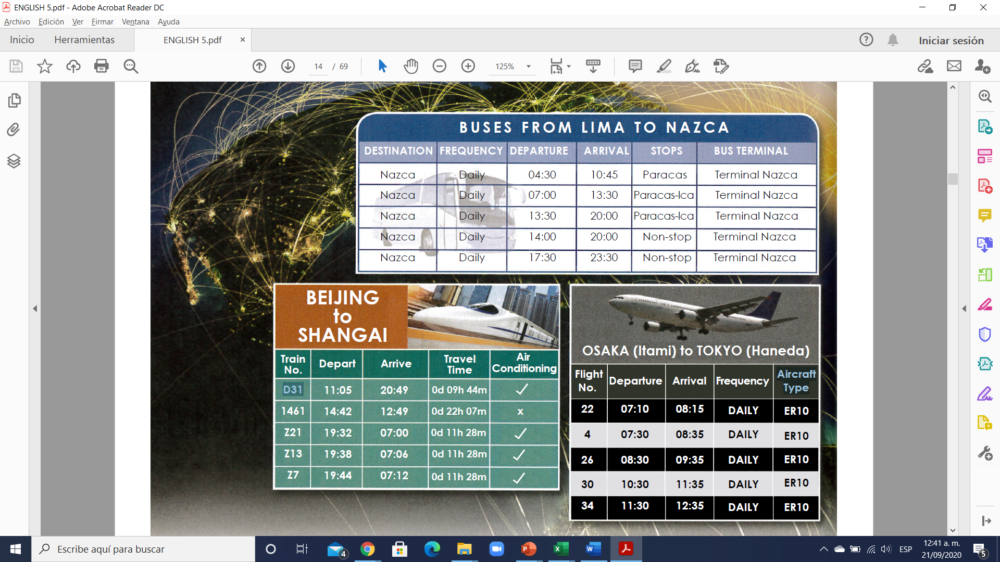 ENGLISH 5.pdf - Adobe Acrobat Reader DC
Archivo Edición Ver Firmar Ventana Ayuda
Inicio Herramientas ENGLISH 5.pdf × Iniciar sesión
14 / 69 125%
BUSES FROM LIMA TO NAZCA
DESTINATION FREQUENCY DEPARTURE ARRIVAL STOPS BUS TERMINAL
Nazca Daily 04:30 10:45 Paracas Terminal Nazca
Nazca Daily 07:00 13:30 Paracas-Ica Terminal Nazca
Nazca Daily 13:30 20:00 Paracas-Ica Terminal Nazca
Nazca Daily 14:00 20:00 Non-stop Terminal Nazca
Nazca Daily 17:30 23:30 Non-stop Terminal Nazca
BEIJING
to
SHANGAI
Train No. Depart Arrive Travel Time Air Conditioning
D31 11:05 20:49 0d 09h 44m ✓
1461 14:42 12:49 0d 22h 07m x
Z21 19:32 07:00 0d 11h 28m ✓
Z13 19:38 07:06 0d 11h 28m ✓
Z7 19:44 07:12 0d 11h 28m ✓
OSAKA (Itami) to TOKYO (Haneda)
Flight No. Departure Arrival Frequency Aircraft Type
22 07:10 08:15 DAILY ER10
4 07:30 08:35 DAILY ER10
26 08:30 09:35 DAILY ER10
30 10:30 11:35 DAILY ER10
34 11:30 12:35 DAILY ER10
Escribe aquí para buscar 4 ESP 12:41 a. m. 5
21/09/2020